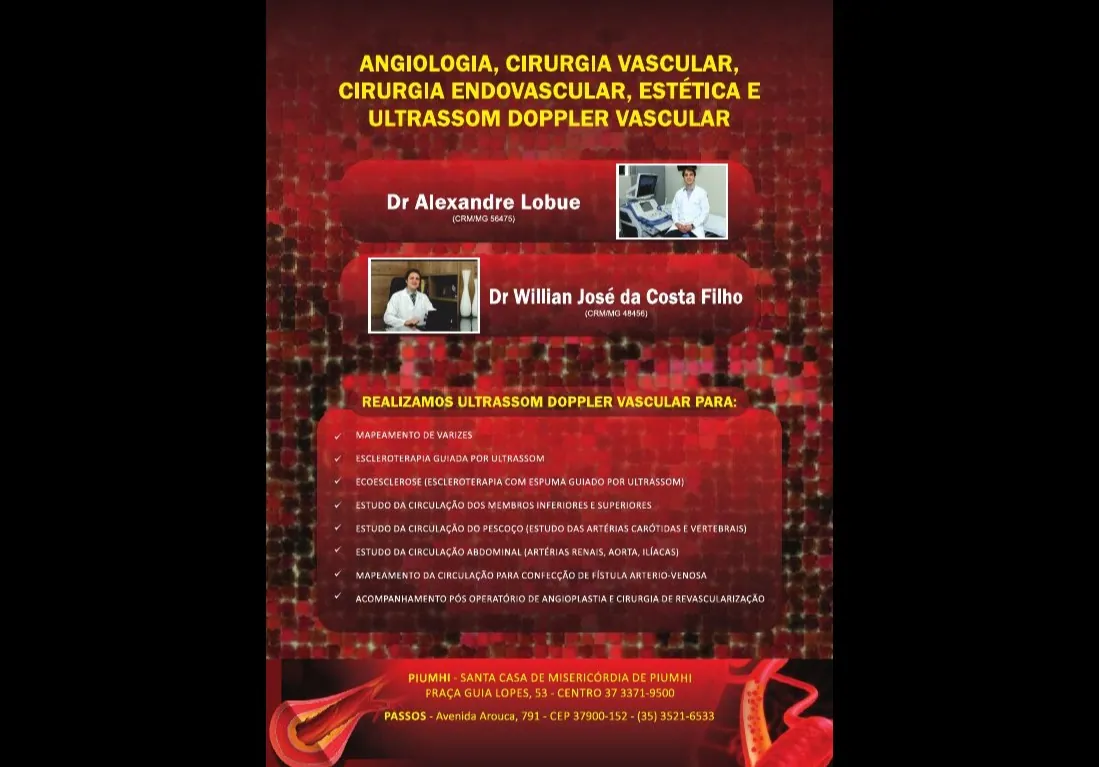 ANGIOLOGIA, CIRURGIA VASCULAR,
CIRURGIA ENDOVASCULAR, ESTÉTICA E
ULTRASSOM DOPPLER VASCULAR
Dr Alexandre Lobue
(CRM/MG 56475)
Dr Willian José da Costa Filho
(CRM/MG 48456)
REALIZAMOS ULTRASSOM DOPPLER VASCULAR PARA:
✓ MAPEAMENTO DE VARIZES
✓ ESCLEROTERAPIA GUIADA POR ULTRASSOM
✓ ECOESCLEROSE (ESCLEROTERAPIA COM ESPUMA GUIADO POR ULTRASSOM)
✓ ESTUDO DA CIRCULAÇÃO DOS MEMBROS INFERIORES E SUPERIORES
✓ ESTUDO DA CIRCULAÇÃO DO PESCOÇO (ESTUDO DAS ARTÉRIAS CARÓTIDAS E VERTEBRAIS)
✓ ESTUDO DA CIRCULAÇÃO ABDOMINAL (ARTÉRIAS RENAIS, AORTA, ILÍACAS)
✓ MAPEAMENTO DA CIRCULAÇÃO PARA CONFECÇÃO DE FÍSTULA ARTERIO-VENOSA
✓ ACOMPANHAMENTO PÓS OPERATÓRIO DE ANGIOPLASTIA E CIRURGIA DE REVASCULARIZAÇÃO
PIUMHI - SANTA CASA DE MISERICÓRDIA DE PIUMHI
PRAÇA GUIA LOPES, 53 - CENTRO 37 3371-9500
PASSOS - Avenida Arouca, 791 - CEP 37900-152 - (35) 3521-6533